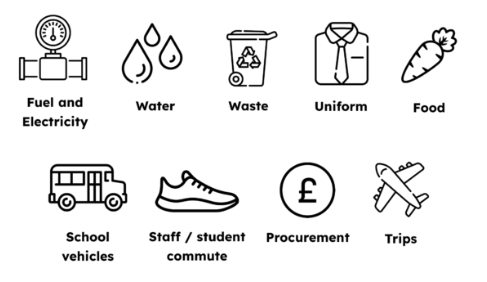 Fuel and
Electricity
Water
Waste
Uniform
Food
School
vehicles
Staff / student
commute
£
Procurement
Trips